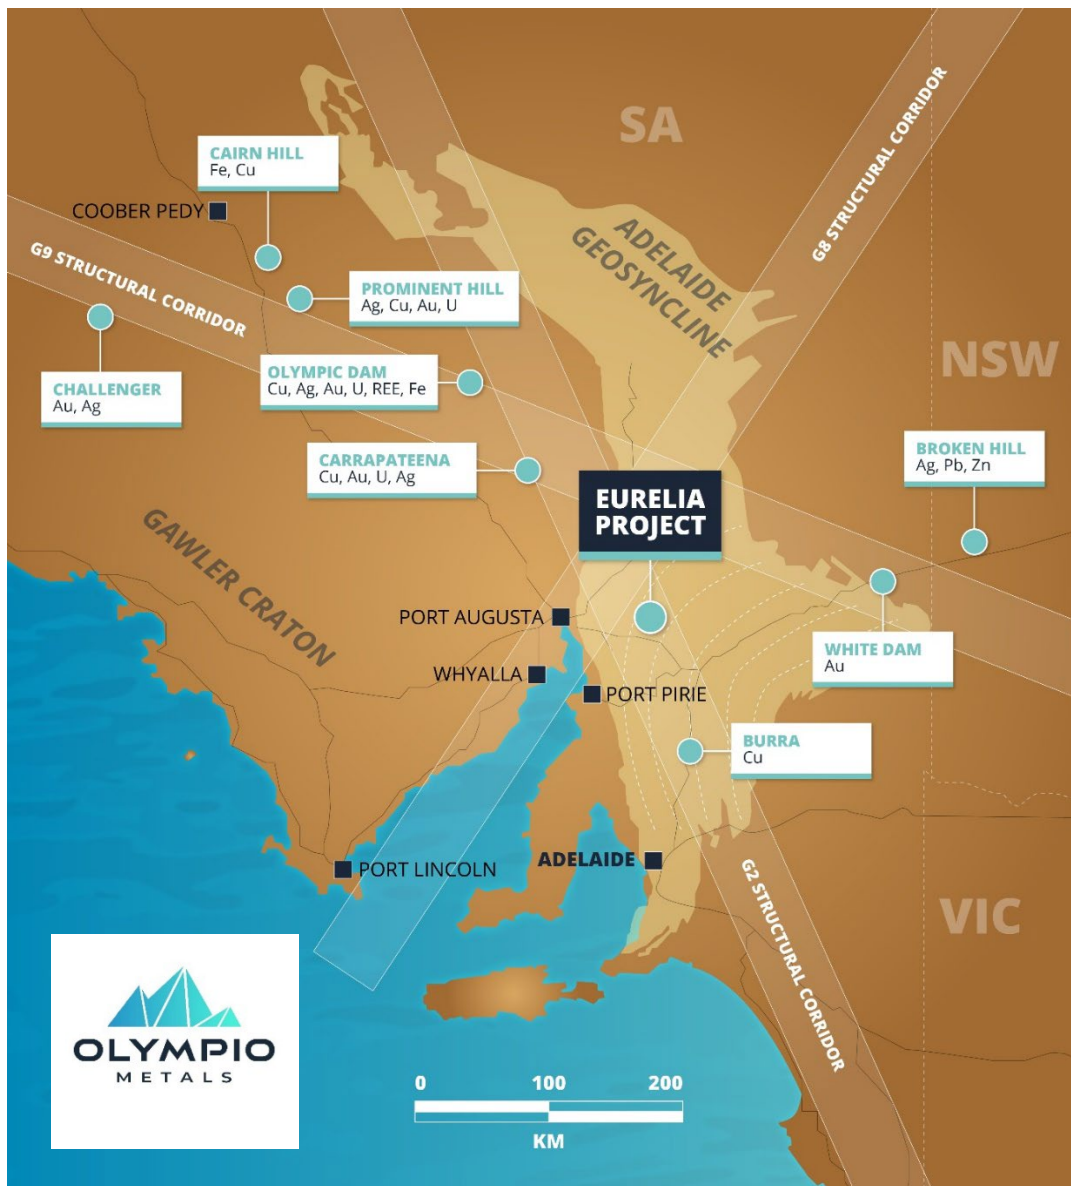 SA
CAIRN HILL
Fe, Cu
COOBER PEDY
G8 STRUCTURAL CORRIDOR
ADELAIDE
GEOSYNCLINE
G9 STRUCTURAL CORRIDOR
PROMINENT HILL
Ag, Cu, Au, U
NSW
OLYMPIC DAM
Cu, Ag, Au, U, REE, Fe
CHALLENGER
Au, Ag
CARRAPATEENA
Cu, Au, U, Ag
BROKEN HILL
Ag, Pb, Zn
EURELIA
PROJECT
GAWLER CRATON
PORT AUGUSTA
WHITE DAM
Au
WHYALLA
PORT PIRIE
BURRA
Cu
ADELAIDE
PORT LINCOLN
G2 STRUCTURAL CORRIDOR
VIC
OLYMPIO
METALS
0 100 200
KM